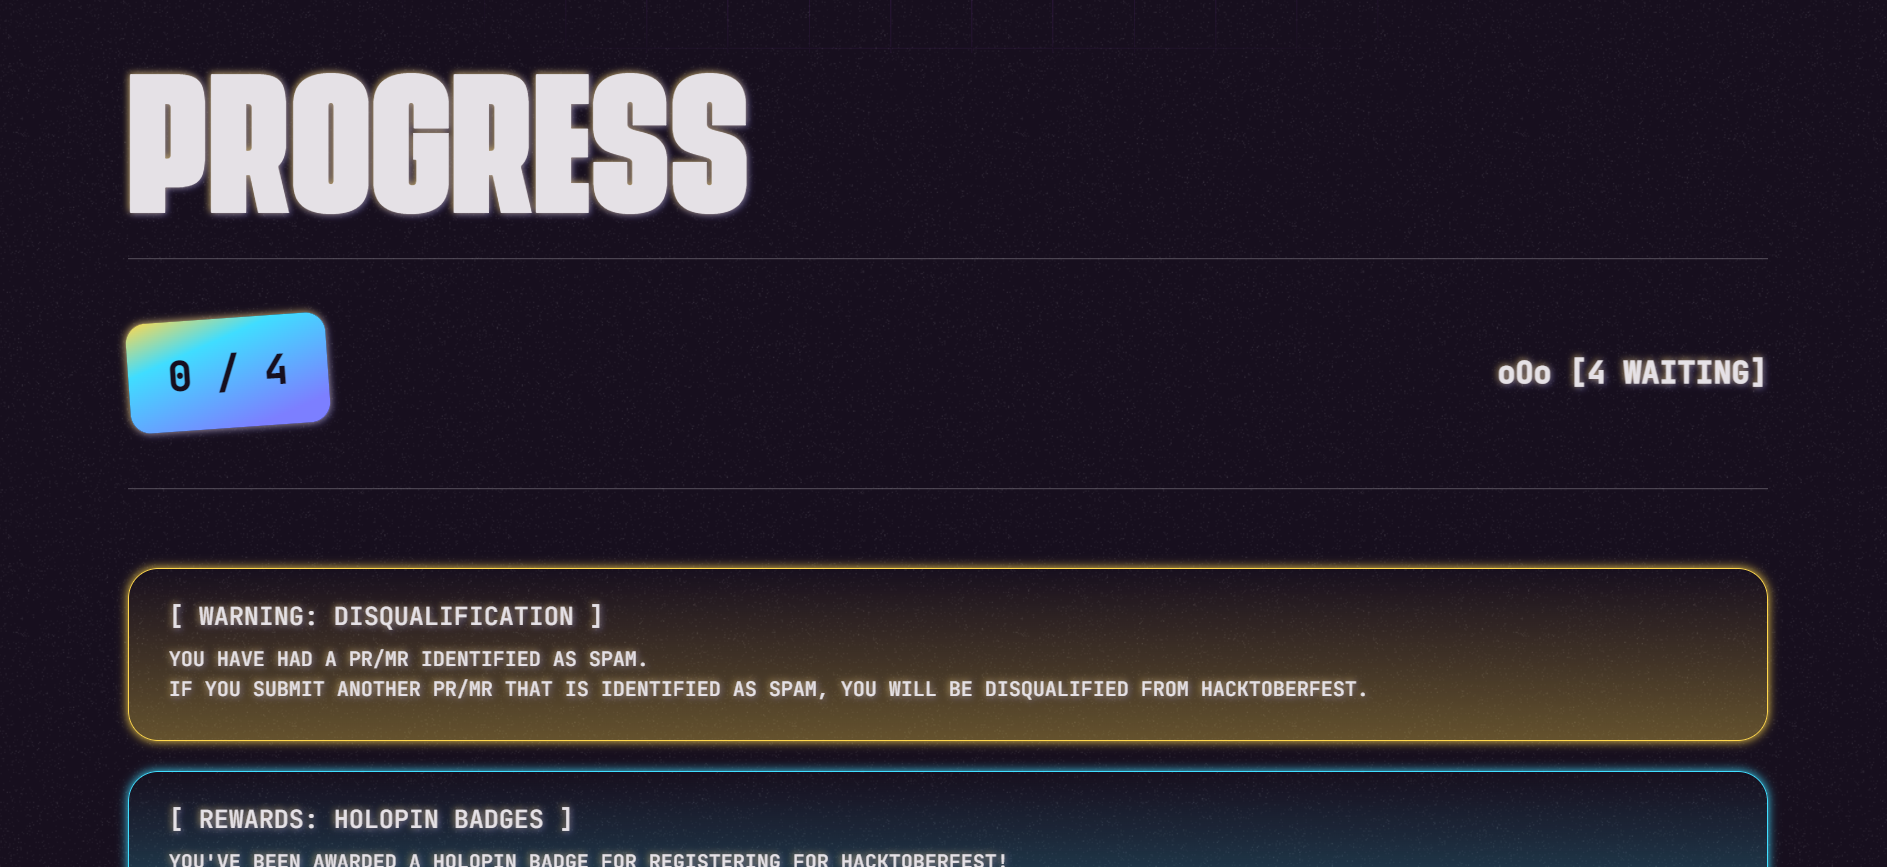 PROGRESS
0 / 4
oOo [4 WAITING]
[ WARNING: DISQUALIFICATION ]
YOU HAVE HAD A PR/MR IDENTIFIED AS SPAM.
IF YOU SUBMIT ANOTHER PR/MR THAT IS IDENTIFIED AS SPAM, YOU WILL BE DISQUALIFIED FROM HACKTOBERFEST.
[ REWARDS: HOLOPIN BADGES ]
YOU'VE BEEN AWARDED A HOLOPIN BADGE FOR REGISTERING FOR HACKTOBERFEST!